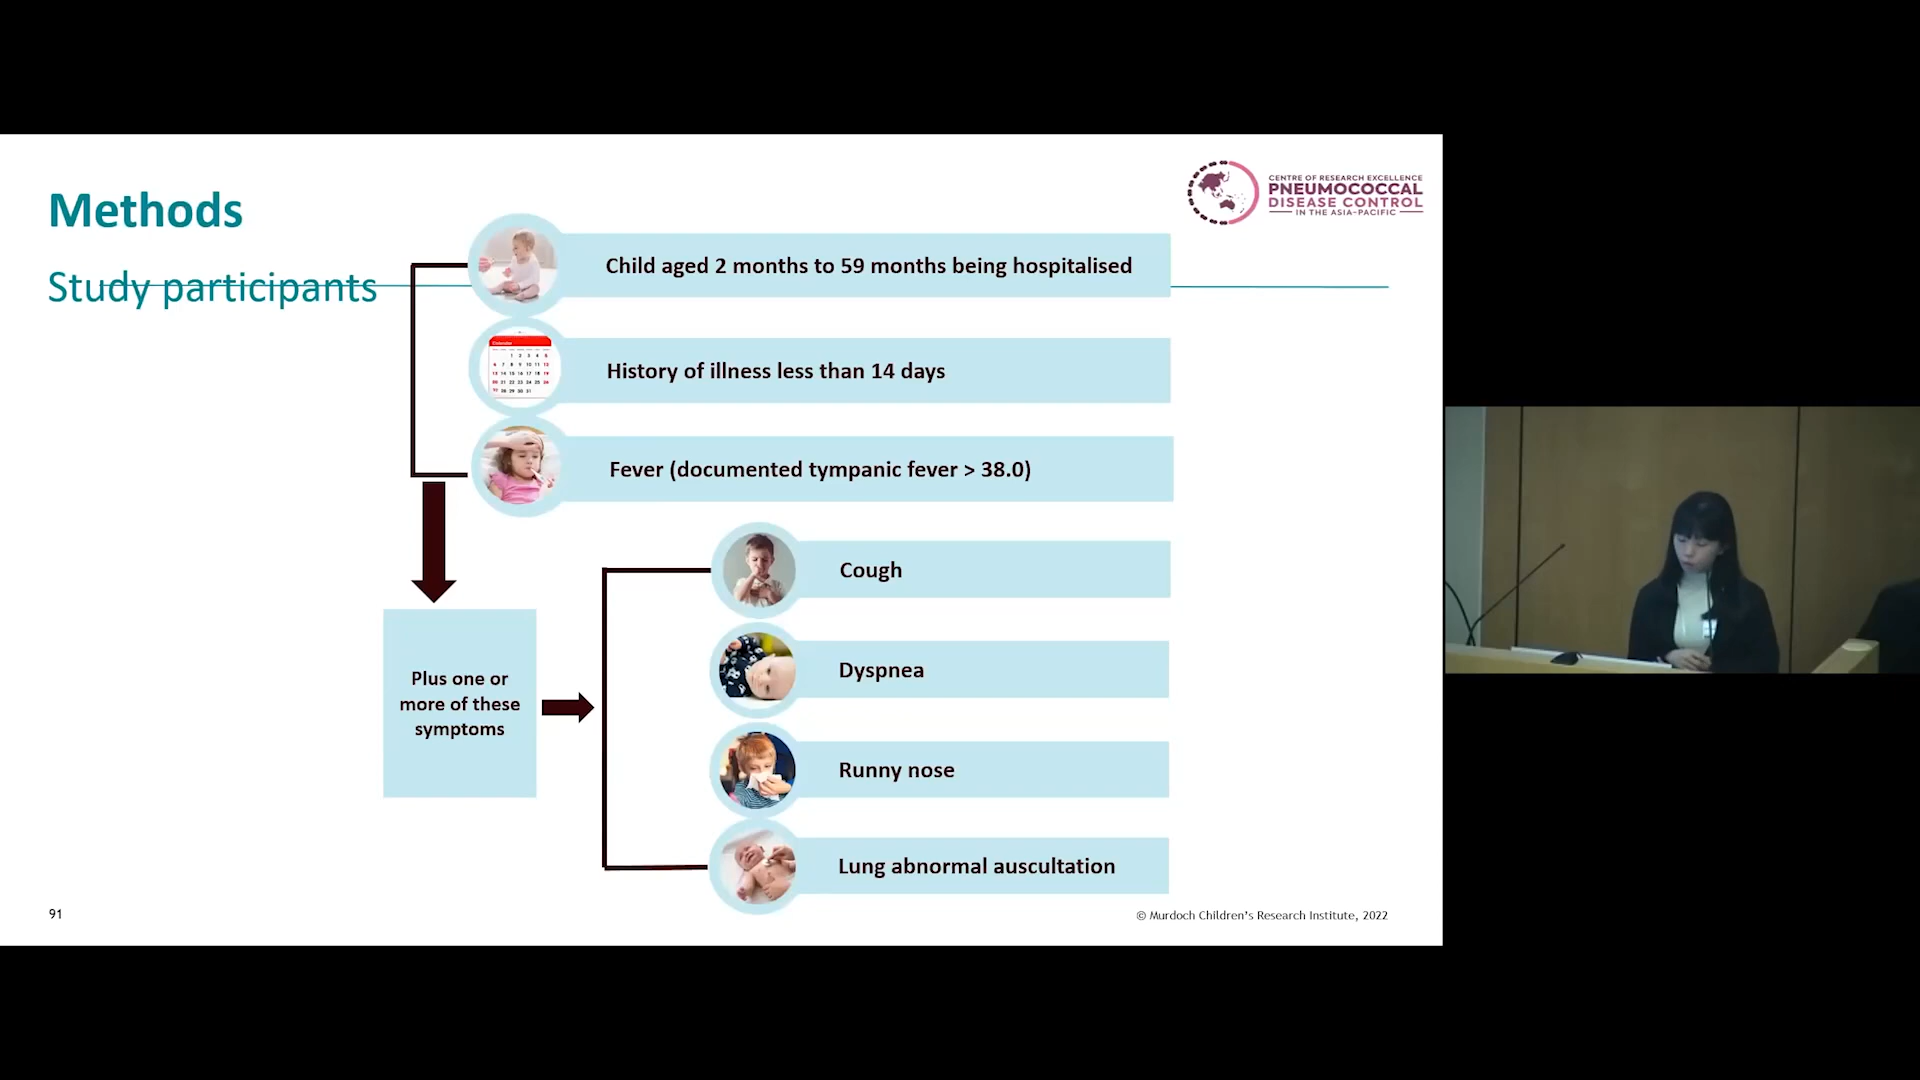 Methods
Study participants
CENTRE OF RESEARCH EXCELLENCE
PNEUMOCOCCAL
DISEASE CONTROL
IN THE ASIA-PACIFIC
Child aged 2 months to 59 months being hospitalised
History of illness less than 14 days
Fever (documented tympanic fever > 38.0)
Plus one or
more of these
symptoms
Cough
Dyspnea
Runny nose
Lung abnormal auscultation
91
© Murdoch Children's Research Institute, 2022